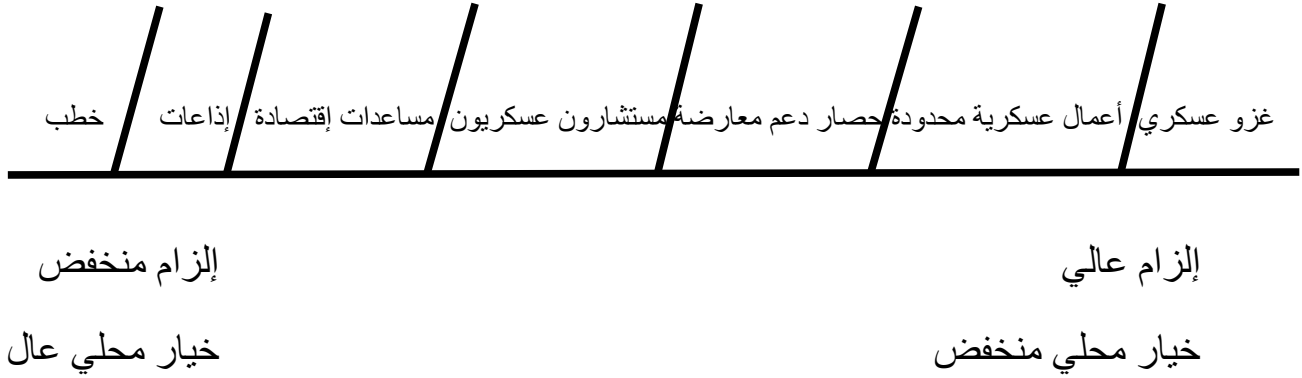 غزو عسكري أعمال عسكرية محدودة حصار دعم معارضة مستشارون عسكريون مساعدات إقتصادة إذاعات خطب
إلزام عالي إلزام منخفض
خيار محلي منخفض خيار محلي عال